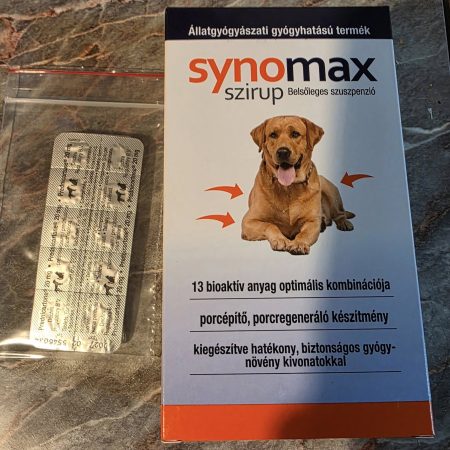 Állatgyógyászati gyógyhatású termék
synomax
szirup Belsőleges szuszpenzió
13 bioaktív anyag optimális kombinációja
porcépítő, porcregeneráló készítmény
kiegészítve hatékony, biztonságos gyógy-
növény kivonatokkal